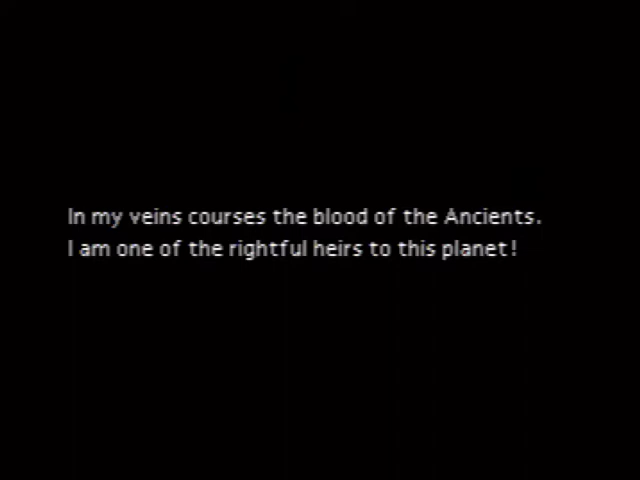 In my veins courses the blood of the Ancients.
I am one of the rightful heirs to this planet!